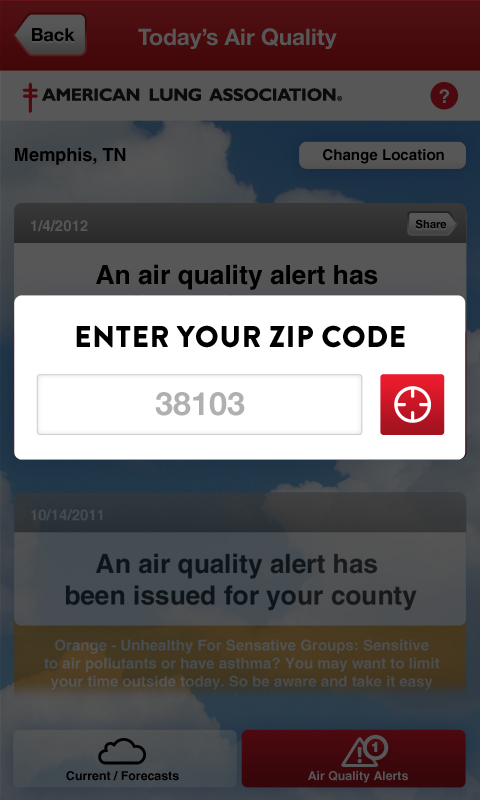 Back
Today's Air Quality
AMERICAN LUNG ASSOCIATION®
?
Memphis, TN
Change Location
1/4/2012
Share
An air quality alert has
ENTER YOUR ZIP CODE
38103
10/14/2011
An air quality alert has
been issued for your county
Orange - Unhealthy For Sensative Groups: Sensitive
to air pollutants or have asthma? You may want to limit
your time outside today. So be aware and take it easy
Current / Forecasts
1
Air Quality Alerts